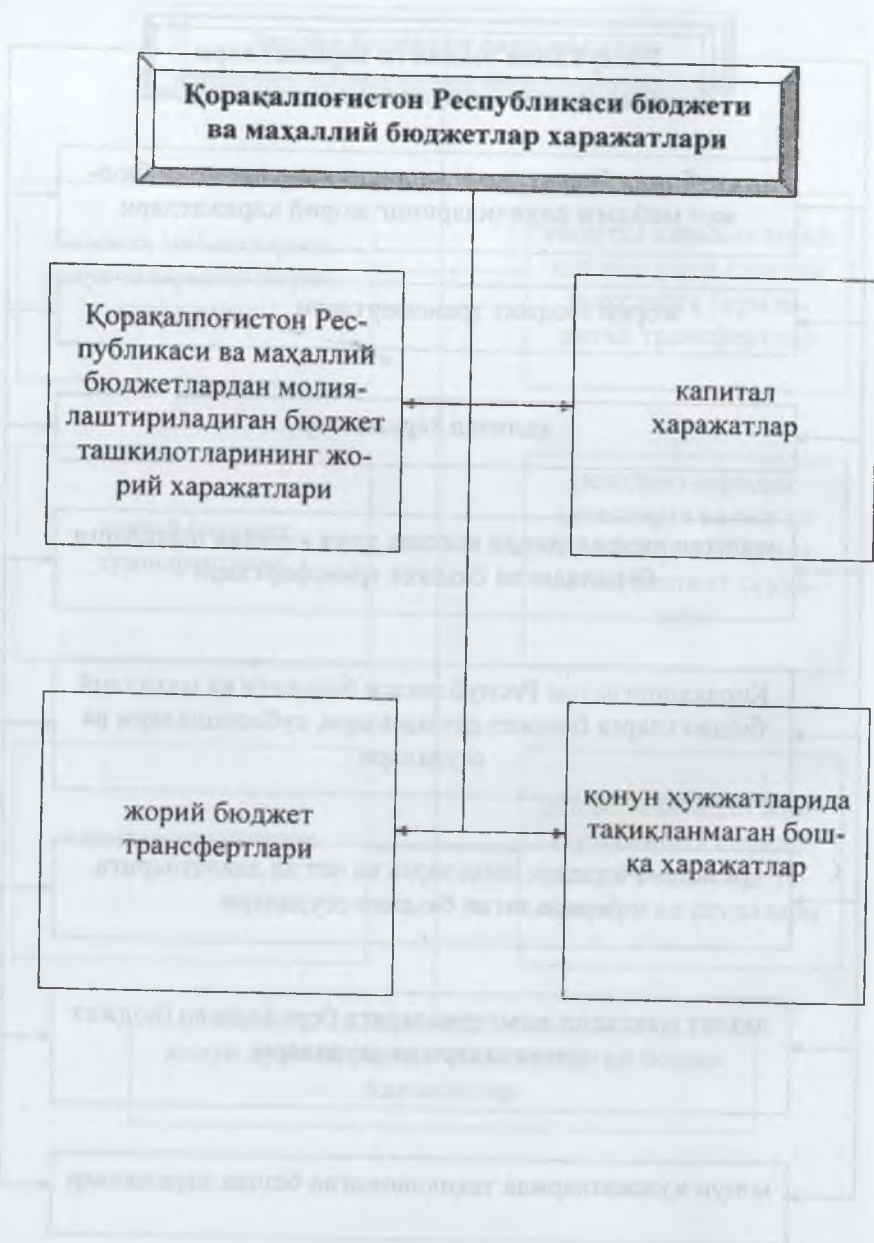 Қорақалпоғистон Республикаси бюджети
ва маҳаллий бюджетлар харажатлари
Қорақалпоғистон Рес-
публикаси ва маҳаллий
бюджетлардан молия-
лаштириладиган бюджет
ташкилотларининг жо-
рий харажатлари
капитал
харажатлар
жорий бюджет
трансфертлари
қонун ҳужжатларида
тақиқланмаган бош-
қа харажатлар